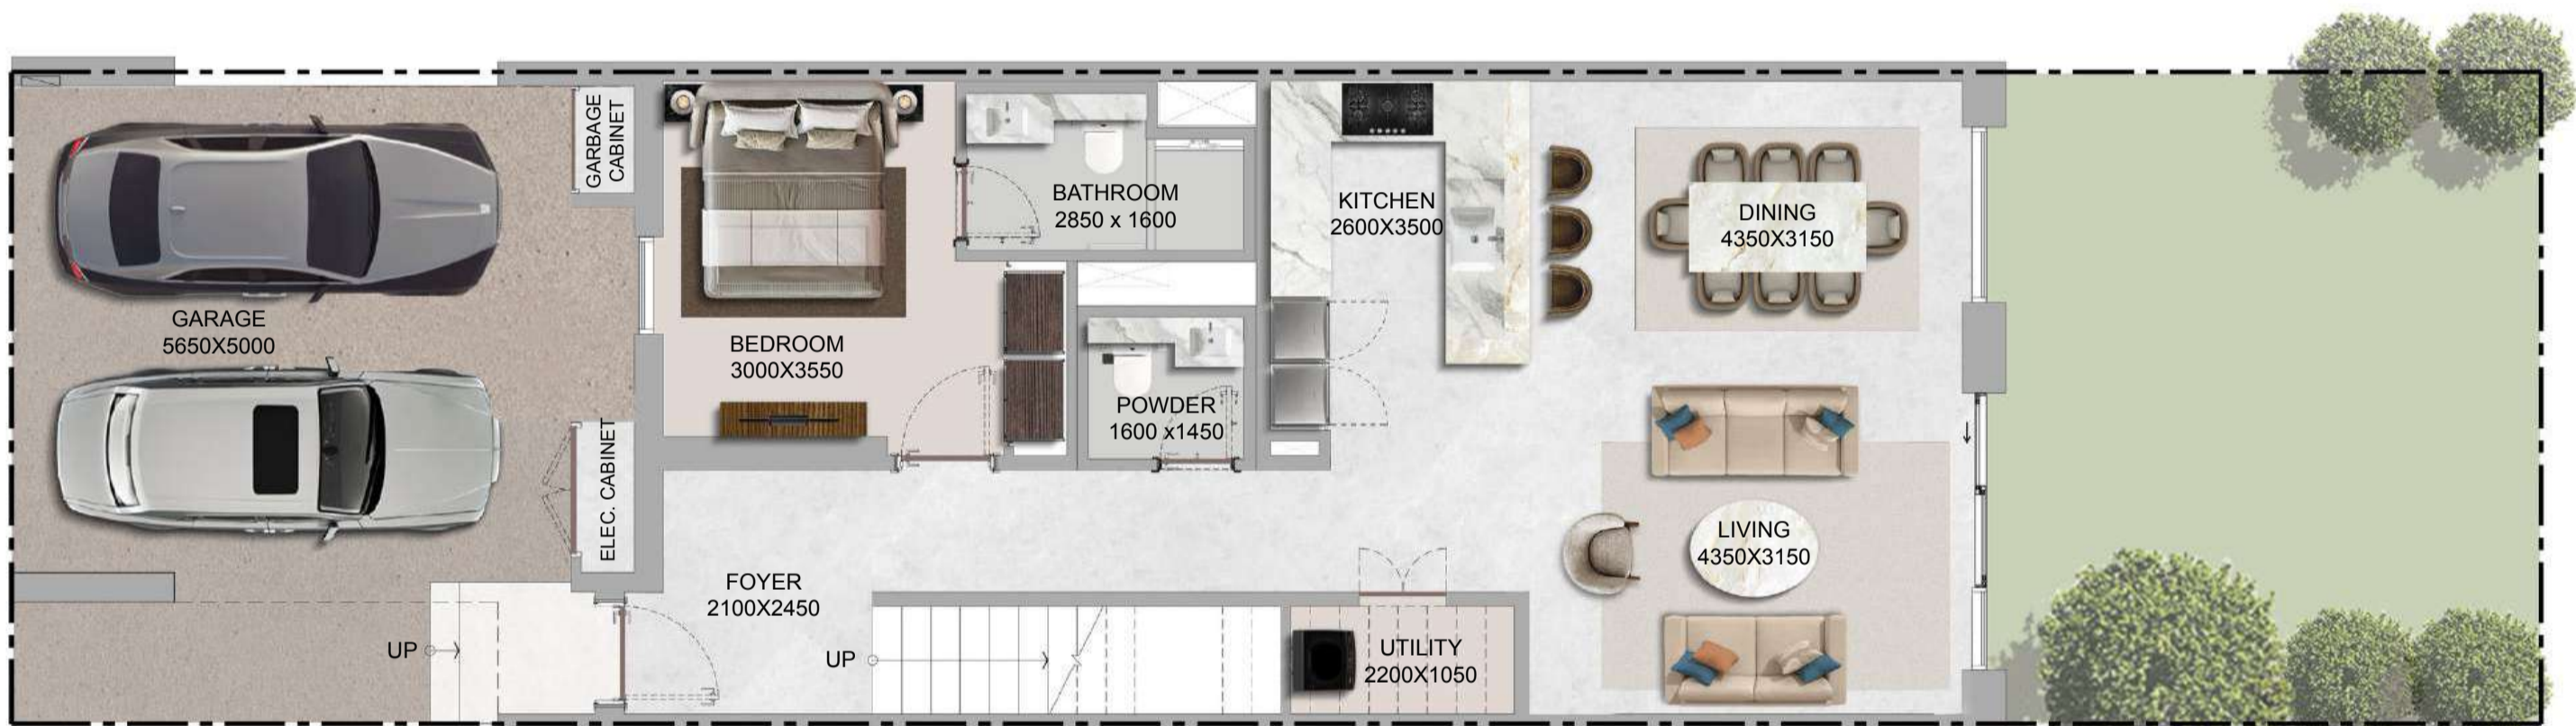 GARAGE
5650X5000
GARBAGE
CABINET
ELEC. CABINET
UP
BEDROOM
3000X3550
BATHROOM
2850 x 1600
POWDER
1600 x1450
FOYER
2100X2450
UP
KITCHEN
2600X3500
DINING
4350X3150
LIVING
4350X3150
UTILITY
2200X1050